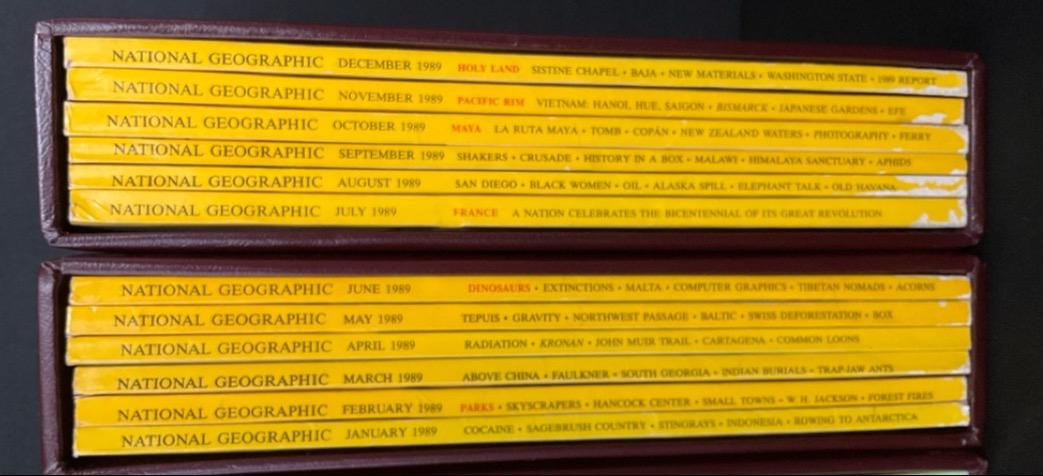 NATIONAL GEOGRAPHIC DECEMBER 1989 HOLY LAND SISTINE CHAPEL • BAJA • NEW MATERIALS • WASHINGTON STATE • 1989 REPORT
NATIONAL GEOGRAPHIC NOVEMBER 1989 PACIFIC RIM VIETNAM: HANOI, HUE, SAIGON • BISMARCK • JAPANESE GARDENS • EFE
NATIONAL GEOGRAPHIC OCTOBER 1989 MAYA LA RUTA MAYA • TOMB • COPÁN • NEW ZEALAND WATERS • PHOTOGRAPHY • FERRY
NATIONAL GEOGRAPHIC SEPTEMBER 1989 SHAKERS • CRUSADE • HISTORY IN A BOX • MALAWI • HIMALAYA SANCTUARY • APHIDS
NATIONAL GEOGRAPHIC AUGUST 1989 SAN DIEGO • BLACK WOMEN • OIL • ALASKA SPILL • ELEPHANT TALK • OLD HAVANA
NATIONAL GEOGRAPHIC JULY 1989 FRANCE A NATION CELEBRATES THE BICENTENNIAL OF ITS GREAT REVOLUTION
NATIONAL GEOGRAPHIC JUNE 1989 DINOSAURS • EXTINCTIONS • MALTA • COMPUTER GRAPHICS • TIBETAN NOMADS • ACORNS
NATIONAL GEOGRAPHIC MAY 1989 TEPUIS • GRAVITY • NORTHWEST PASSAGE • BALTIC • SWISS DEFORESTATION • BOX
NATIONAL GEOGRAPHIC APRIL 1989 RADIATION • KRONAN • JOHN MUIR TRAIL • CARTAGENA • COMMON LOONS
NATIONAL GEOGRAPHIC MARCH 1989 ABOVE CHINA • FAULKNER • SOUTH GEORGIA • INDIAN BURIALS • TRAP-JAW ANTS
NATIONAL GEOGRAPHIC FEBRUARY 1989 PARKS • SKYSCRAPERS • HANCOCK CENTER • SMALL TOWNS • W. H. JACKSON • FOREST FIRES
NATIONAL GEOGRAPHIC JANUARY 1989 COCAINE • SAGEBRUSH COUNTRY • STINGRAYS • INDONESIA • ROWING TO ANTARCTICA